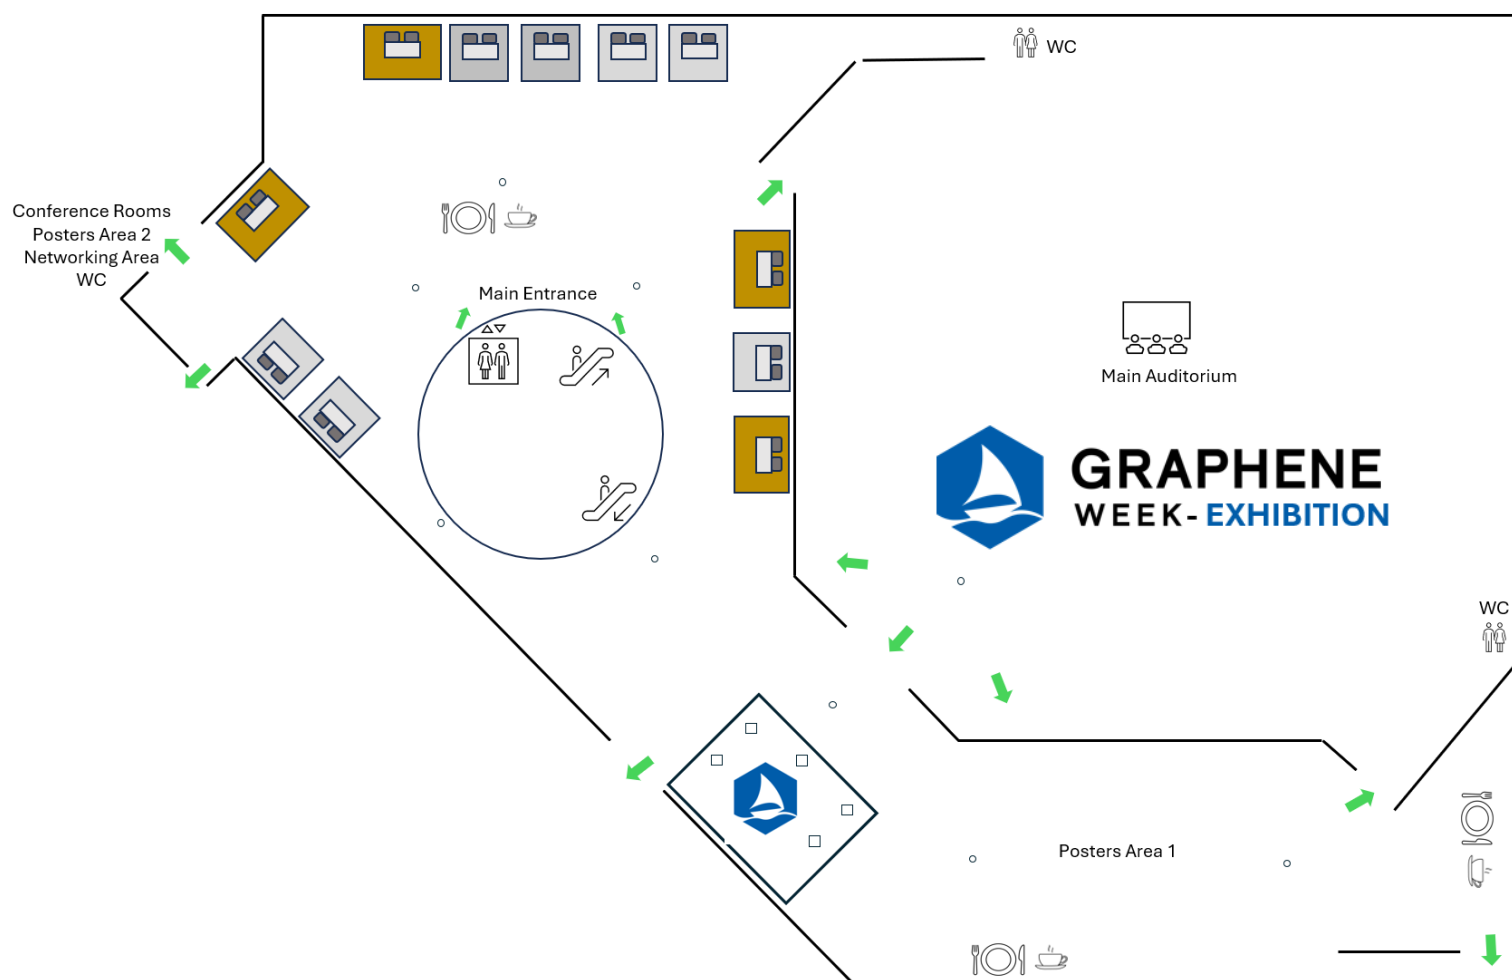 WC
Conference Rooms
Posters Area 2
Networking Area
WC
Main Entrance
Main Auditorium
GRAPHENE
WEEK- EXHIBITION
WC
Posters Area 1